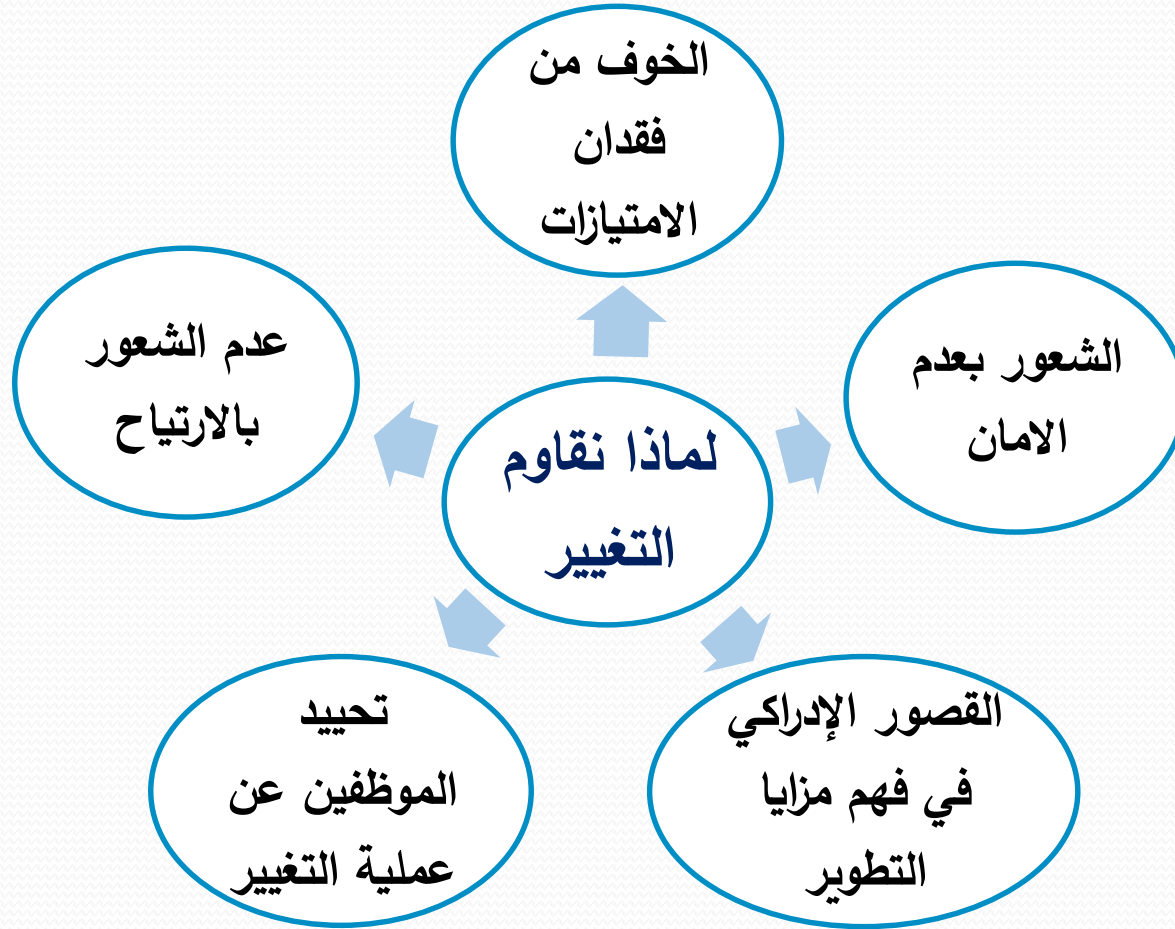 الخوف من
فقدان
الامتيازات
الشعور بعدم
الامان
عدم الشعور
بالارتياح
لماذا نقاوم
التغيير
القصور الإدراكي
في فهم مزايا
التطوير
تحييد
الموظفين عن
عملية التغيير